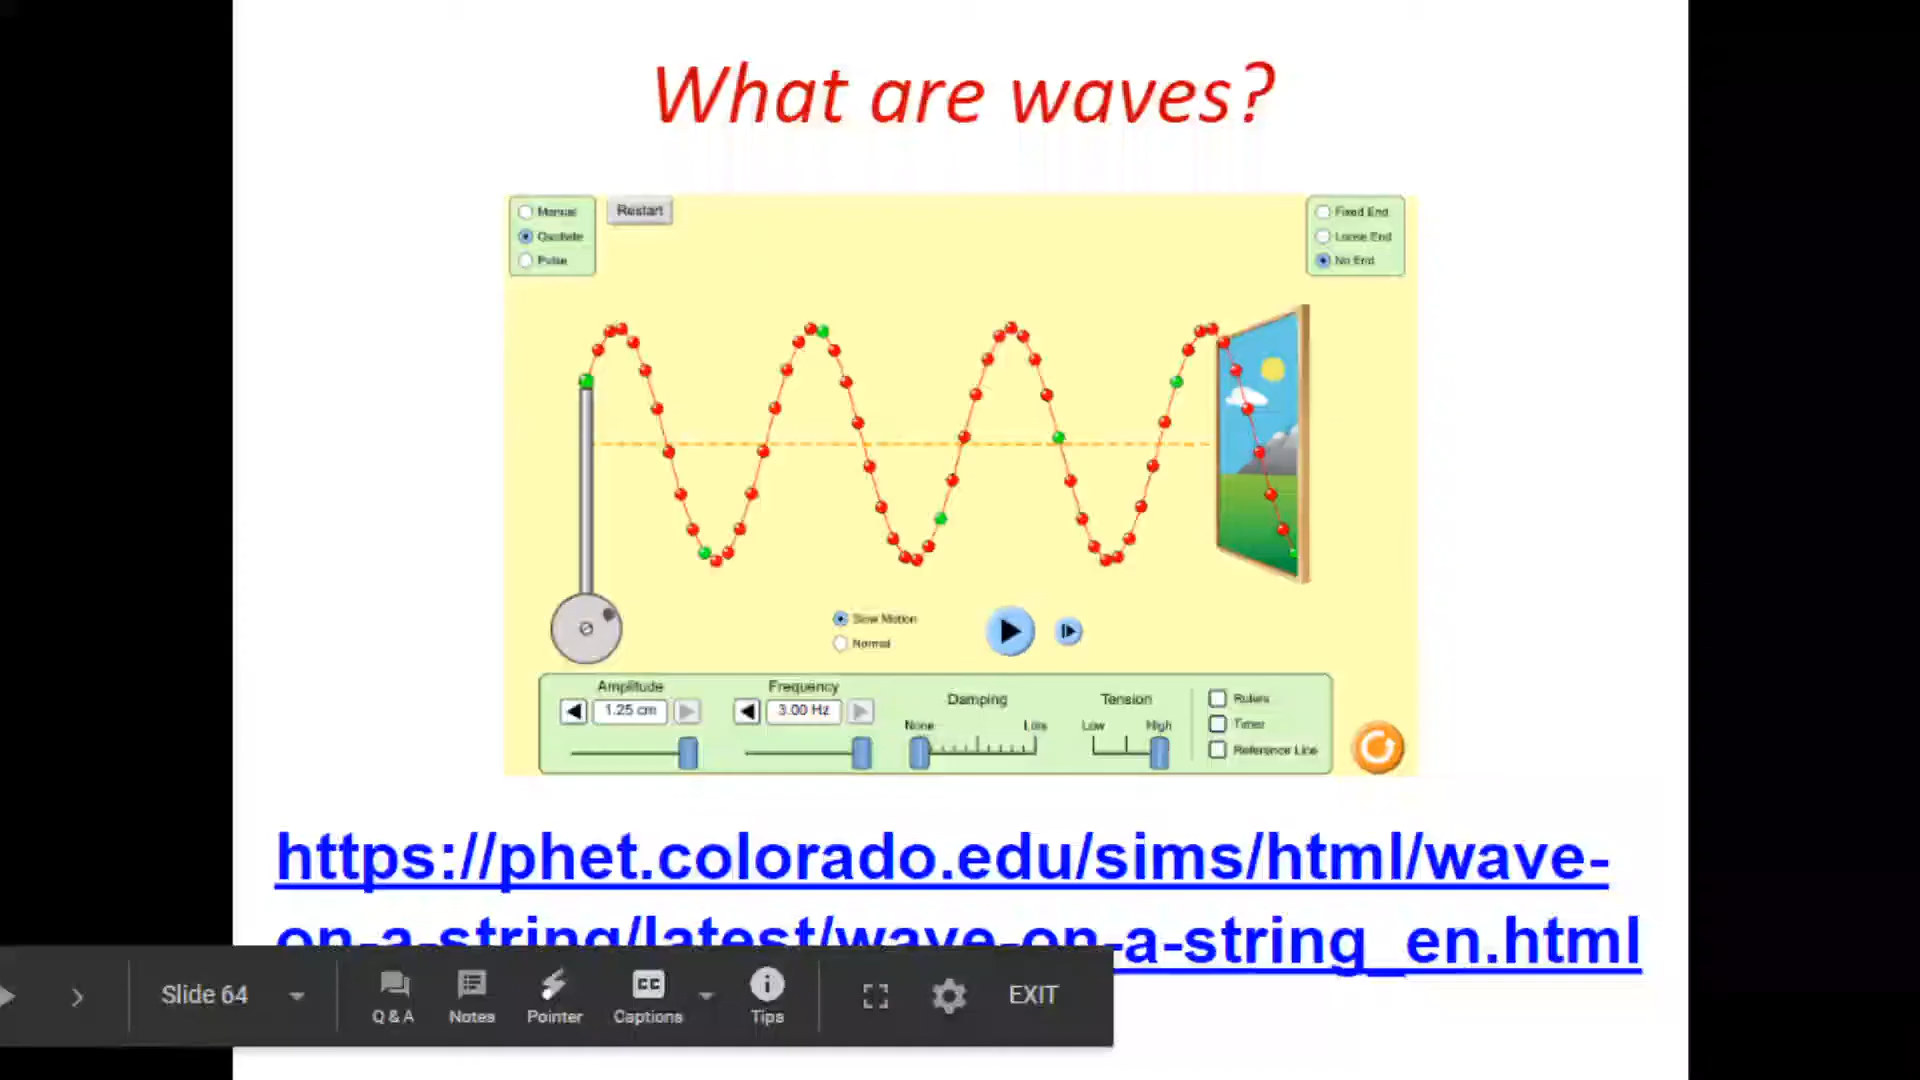 What are waves?
Manual
Restart
Fixed End
Oscillate
Loose End
Pulse
No End
Slow Motion
Normal
Amplitude
Frequency
Damping
Tension
Rulers
1.25 cm
3.00 Hz
None
Lots
Low
High
Timer
Reference Line
https://phet.colorado.edu/sims/html/wave-
on-a-string/latest/wave-on-a-string_en.html
Slide 64
Q & A
Notes
Pointer
CC
Captions
Tips
EXIT